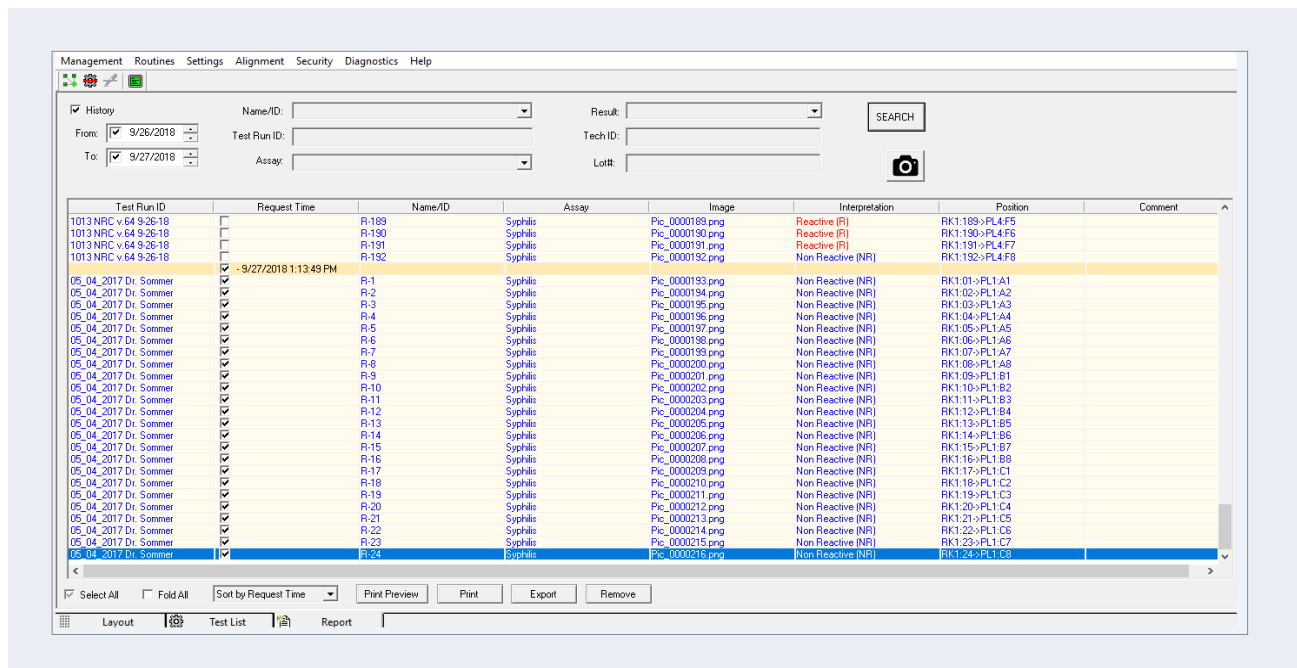 Management Routines Settings Alignment Security Diagnostics Help
History Name/ID: Result: SEARCH
From: 9/26/2018 Test Run ID: Tech ID:
To: 9/27/2018 Assay: Lot#:
Test Run ID Request Time Name/ID Assay Image Interpretation Position Comment
1013 NRC v.64 9-26-18 R-189 Syphilis Pic_0000189.png Reactive (R) RK1:189->PL4:F5
1013 NRC v.64 9-26-18 R-190 Syphilis Pic_0000190.png Reactive (R) RK1:190->PL4:F6
1013 NRC v.64 9-26-18 R-191 Syphilis Pic_0000191.png Reactive (R) RK1:191->PL4:F7
1013 NRC v.64 9-26-18 R-192 Syphilis Pic_0000192.png Non Reactive (NR) RK1:192->PL4:F8
- 9/27/2018 1:13:49 PM
05_04_2017 Dr. Sommer R-1 Syphilis Pic_0000193.png Non Reactive (NR) RK1:01->PL1:A1
05_04_2017 Dr. Sommer R-2 Syphilis Pic_0000194.png Non Reactive (NR) RK1:02->PL1:A2
05_04_2017 Dr. Sommer R-3 Syphilis Pic_0000195.png Non Reactive (NR) RK1:03->PL1:A3
05_04_2017 Dr. Sommer R-4 Syphilis Pic_0000196.png Non Reactive (NR) RK1:04->PL1:A4
05_04_2017 Dr. Sommer R-5 Syphilis Pic_0000197.png Non Reactive (NR) RK1:05->PL1:A5
05_04_2017 Dr. Sommer R-6 Syphilis Pic_0000198.png Non Reactive (NR) RK1:06->PL1:A6
05_04_2017 Dr. Sommer R-7 Syphilis Pic_0000199.png Non Reactive (NR) RK1:07->PL1:A7
05_04_2017 Dr. Sommer R-8 Syphilis Pic_0000200.png Non Reactive (NR) RK1:08->PL1:A8
05_04_2017 Dr. Sommer R-9 Syphilis Pic_0000201.png Non Reactive (NR) RK1:09->PL1:B1
05_04_2017 Dr. Sommer R-10 Syphilis Pic_0000202.png Non Reactive (NR) RK1:10->PL1:B2
05_04_2017 Dr. Sommer R-11 Syphilis Pic_0000203.png Non Reactive (NR) RK1:11->PL1:B3
05_04_2017 Dr. Sommer R-12 Syphilis Pic_0000204.png Non Reactive (NR) RK1:12->PL1:B4
05_04_2017 Dr. Sommer R-13 Syphilis Pic_0000205.png Non Reactive (NR) RK1:13->PL1:B5
05_04_2017 Dr. Sommer R-14 Syphilis Pic_0000206.png Non Reactive (NR) RK1:14->PL1:B6
05_04_2017 Dr. Sommer R-15 Syphilis Pic_0000207.png Non Reactive (NR) RK1:15->PL1:B7
05_04_2017 Dr. Sommer R-16 Syphilis Pic_0000208.png Non Reactive (NR) RK1:16->PL1:B8
05_04_2017 Dr. Sommer R-17 Syphilis Pic_0000209.png Non Reactive (NR) RK1:17->PL1:C1
05_04_2017 Dr. Sommer R-18 Syphilis Pic_0000210.png Non Reactive (NR) RK1:18->PL1:C2
05_04_2017 Dr. Sommer R-19 Syphilis Pic_0000211.png Non Reactive (NR) RK1:19->PL1:C3
05_04_2017 Dr. Sommer R-20 Syphilis Pic_0000212.png Non Reactive (NR) RK1:20->PL1:C4
05_04_2017 Dr. Sommer R-21 Syphilis Pic_0000213.png Non Reactive (NR) RK1:21->PL1:C5
05_04_2017 Dr. Sommer R-22 Syphilis Pic_0000214.png Non Reactive (NR) RK1:22->PL1:C6
05_04_2017 Dr. Sommer R-23 Syphilis Pic_0000215.png Non Reactive (NR) RK1:23->PL1:C7
05_04_2017 Dr. Sommer R-24 Syphilis Pic_0000216.png Non Reactive (NR) RK1:24->PL1:C8
Select All Fold All Sort by Request Time Print Preview Print Export Remove
Layout Test List Report